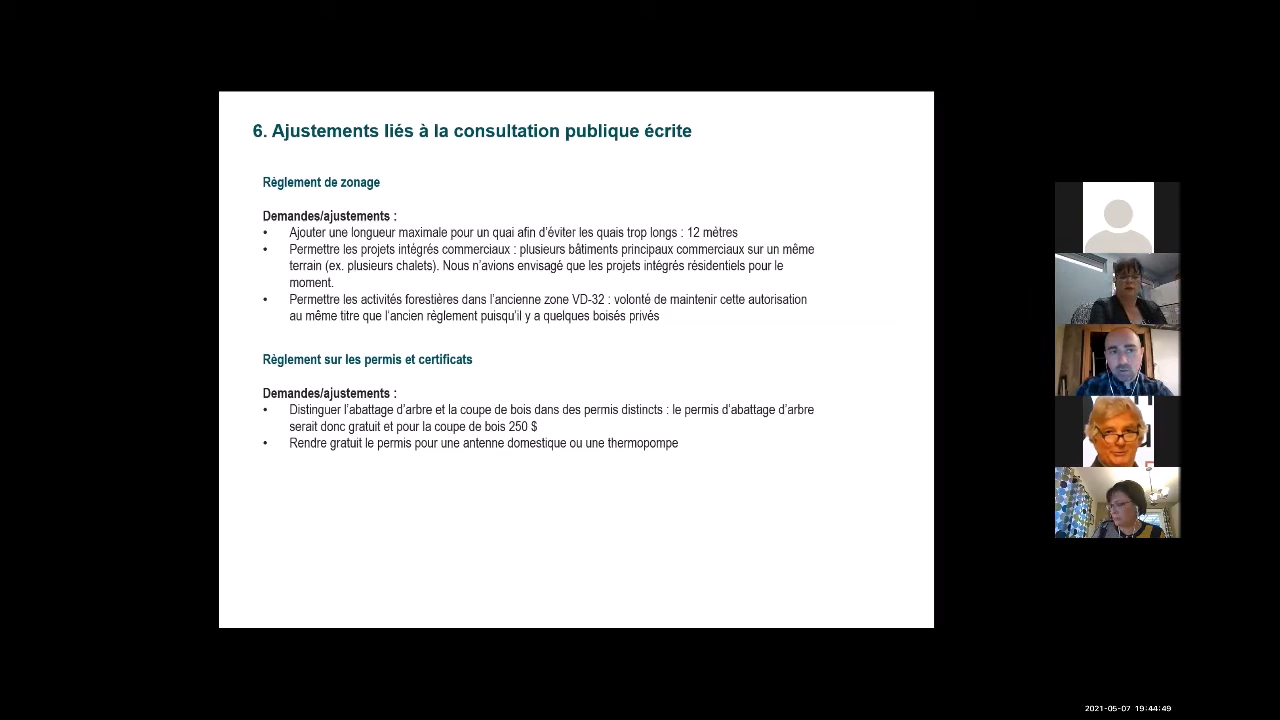 6. Ajustements liés à la consultation publique écrite
Règlement de zonage
Demandes/ajustements :
• Ajouter une longueur maximale pour un quai afin d’éviter les quais trop longs : 12 mètres
• Permettre les projets intégrés commerciaux : plusieurs bâtiments principaux commerciaux sur un même
terrain (ex. plusieurs chalets). Nous n’avions envisagé que les projets intégrés résidentiels pour le
moment.
• Permettre les activités forestières dans l’ancienne zone VD-32 : volonté de maintenir cette autorisation
au même titre que l’ancien règlement puisqu’il y a quelques boisés privés
Règlement sur les permis et certificats
Demandes/ajustements :
• Distinguer l’abattage d’arbre et la coupe de bois dans des permis distincts : le permis d’abattage d’arbre
serait donc gratuit et pour la coupe de bois 250 $
• Rendre gratuit le permis pour une antenne domestique ou une thermopompe
2021-05-07 19:44:49